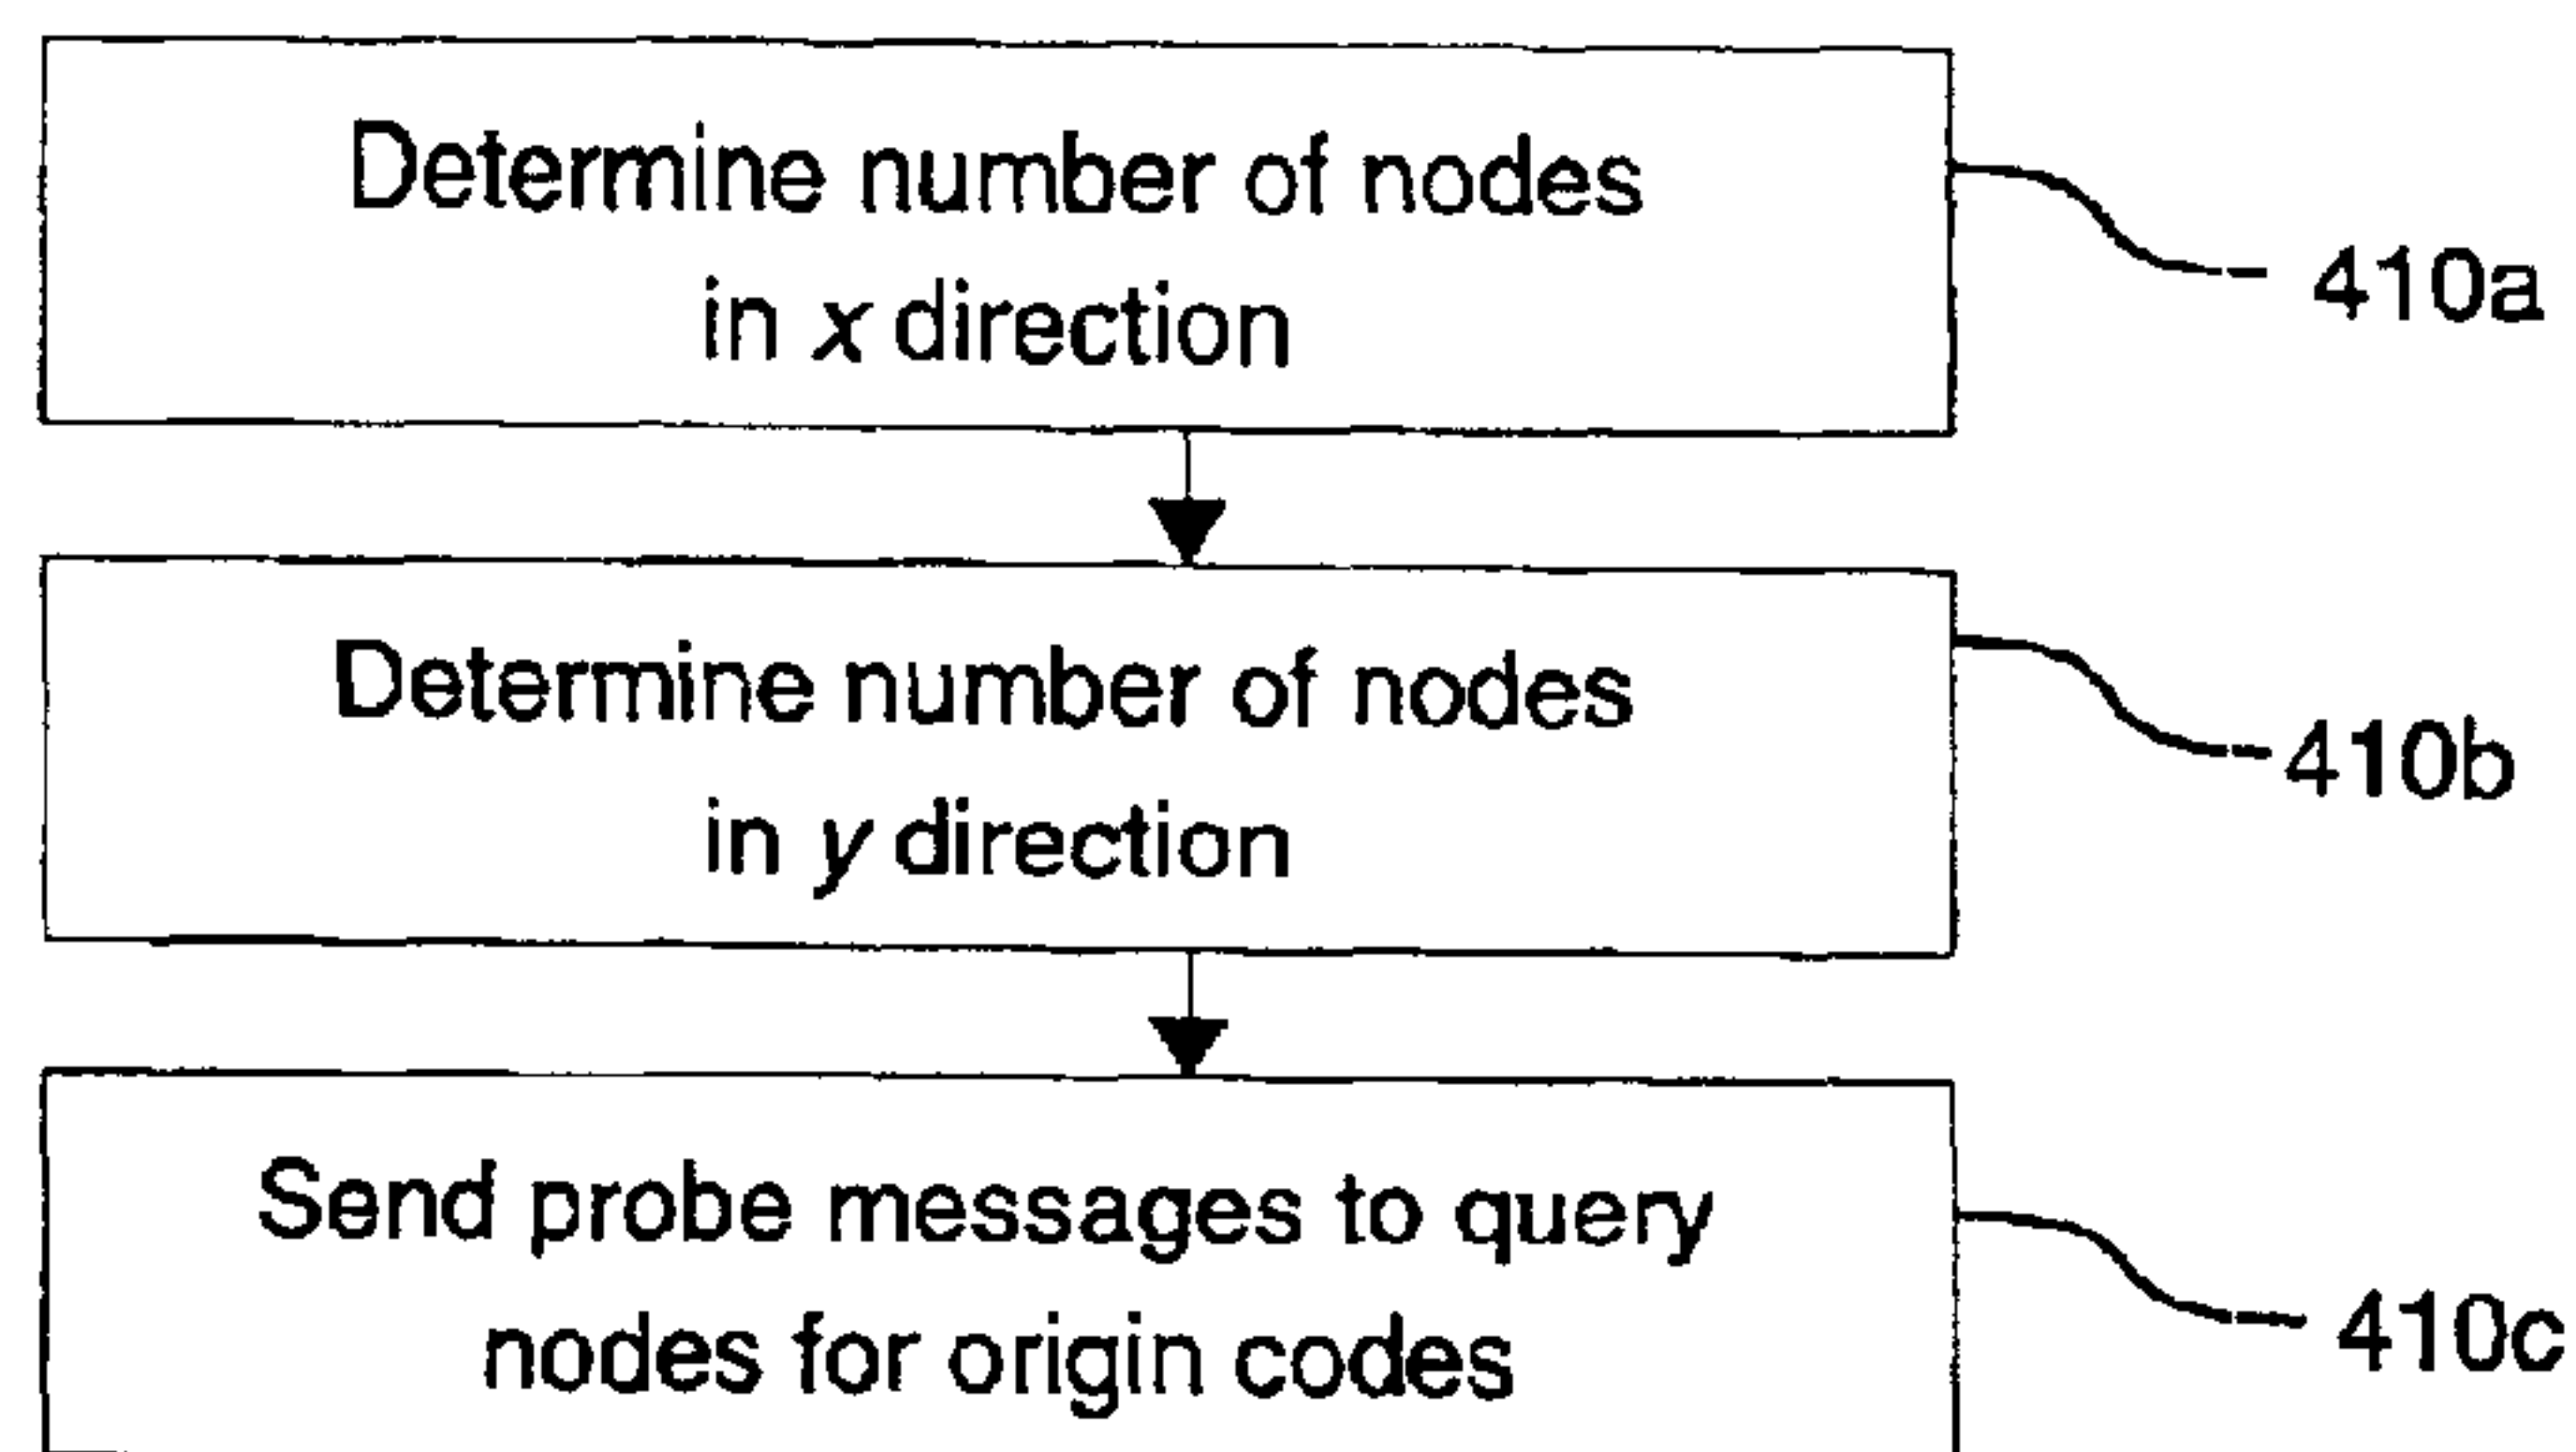 Determine number of nodes
in x direction
410a
Determine number of nodes
in y direction
410b
Send probe messages to query
nodes for origin codes
410c